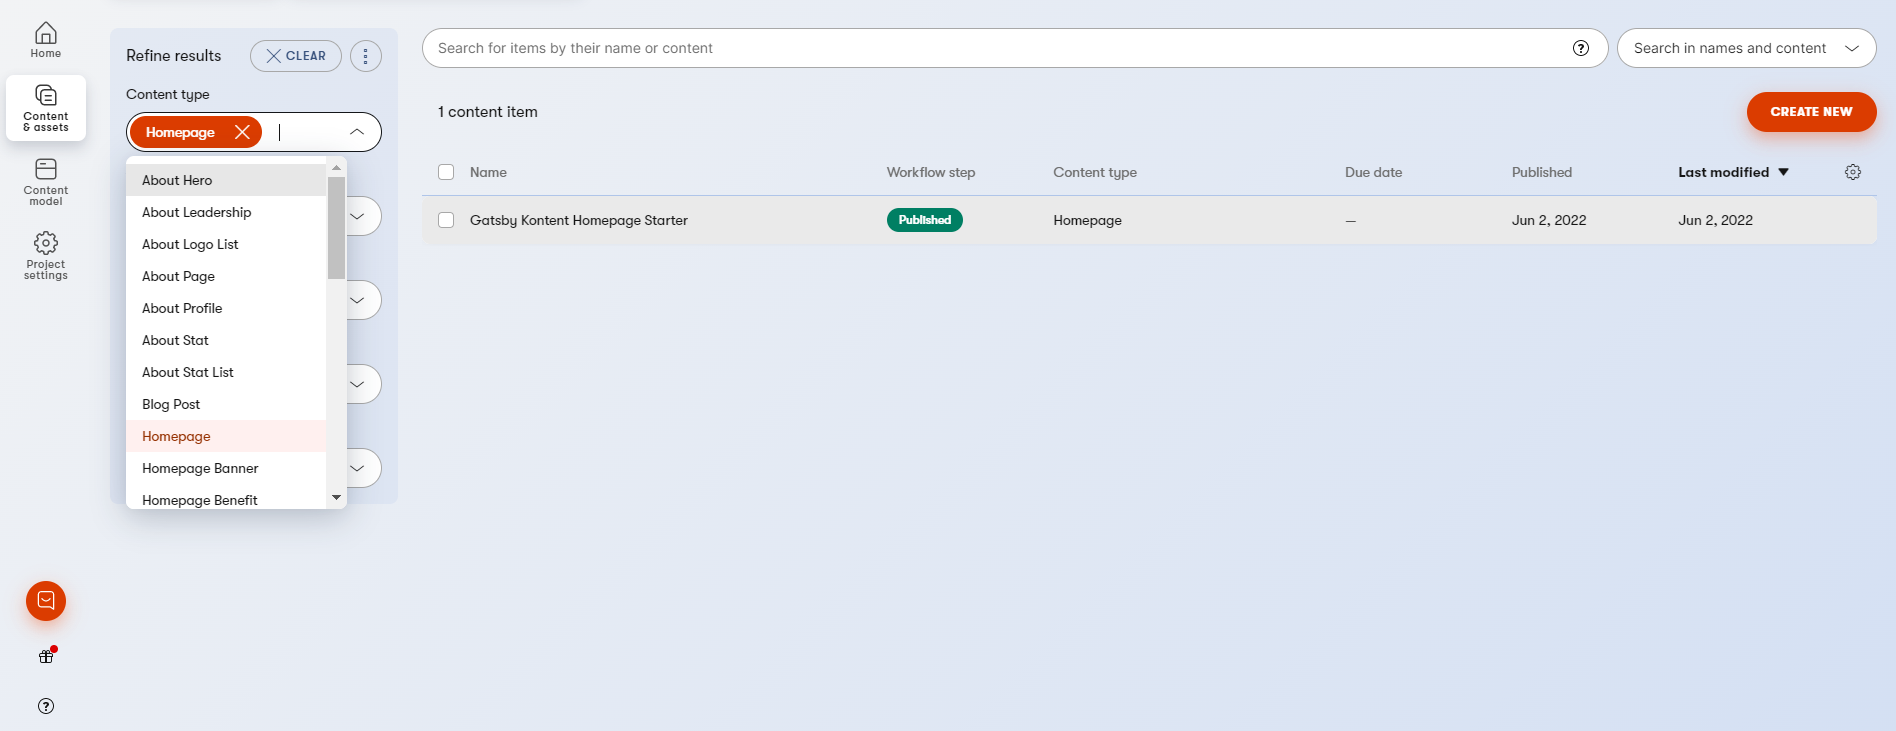 Home
Content
& assets
Content
model
Project
settings
Refine results
CLEAR
Content type
Homepage
About Hero
About Leadership
About Logo List
About Page
About Profile
About Stat
About Stat List
Blog Post
Homepage
Homepage Banner
Homepage Benefit
Search for items by their name or content
?
Search in names and content
1 content item
CREATE NEW
Name Workflow step Content type Due date Published Last modified
Gatsby Kontent Homepage Starter Published Homepage — Jun 2, 2022 Jun 2, 2022
?